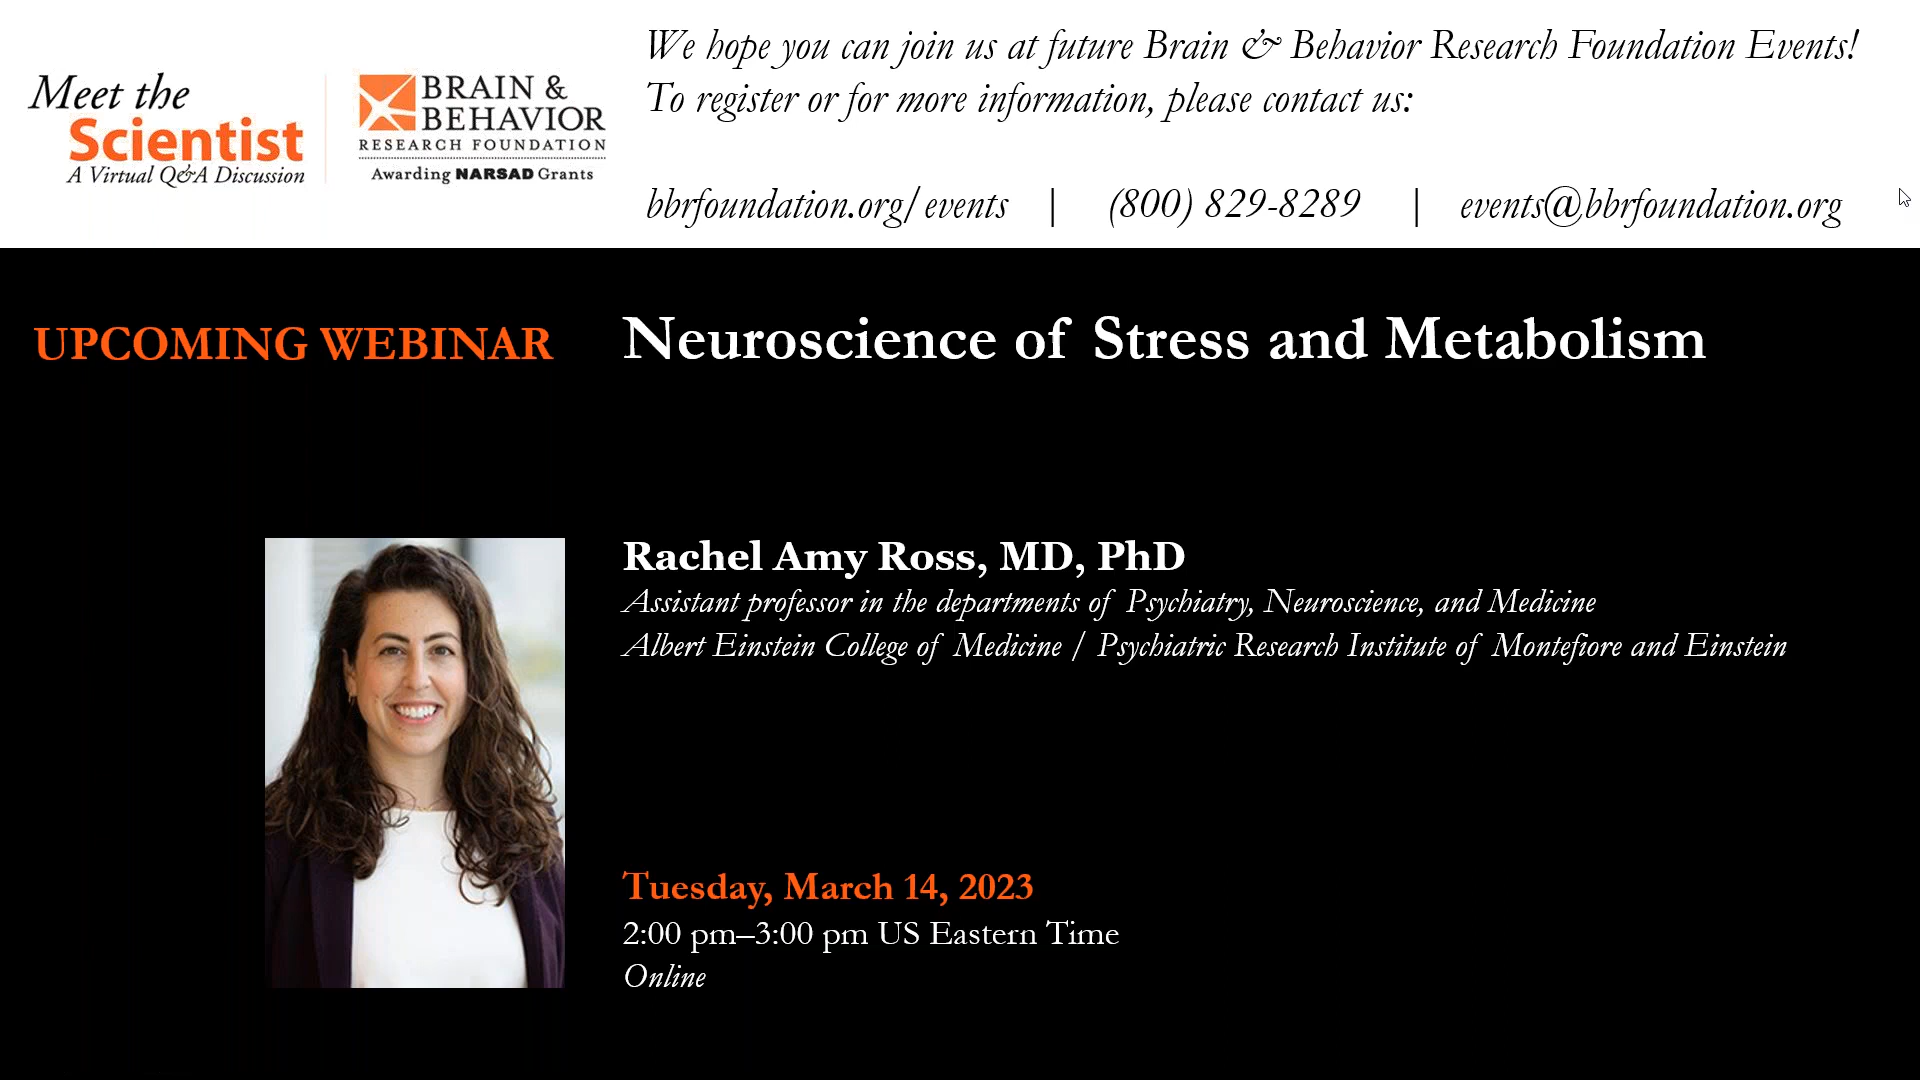 Meet the
Scientist
A Virtual Q&A Discussion
BRAIN &
BEHAVIOR
RESEARCH FOUNDATION
Awarding NARSAD Grants
We hope you can join us at future Brain & Behavior Research Foundation Events!
To register or for more information, please contact us:
bbrfoundation.org/events | (800) 829-8289 | events@bbrfoundation.org
UPCOMING WEBINAR
Neuroscience of Stress and Metabolism
Rachel Amy Ross, MD, PhD
Assistant professor in the departments of Psychiatry, Neuroscience, and Medicine
Albert Einstein College of Medicine / Psychiatric Research Institute of Montefiore and Einstein
Tuesday, March 14, 2023
2:00 pm–3:00 pm US Eastern Time
Online